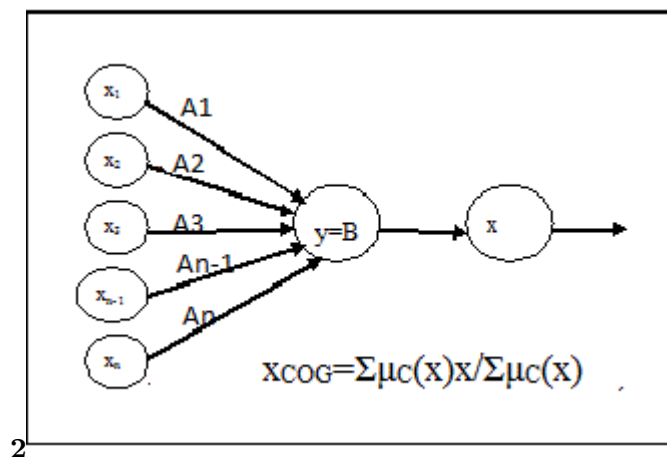 x₁
A1
x₂
A2
x₃
A3
y=B
x
An-1
xₙ₋₁
An
xₙ
xCOG=ΣμC(x)x/ΣμC(x)
2